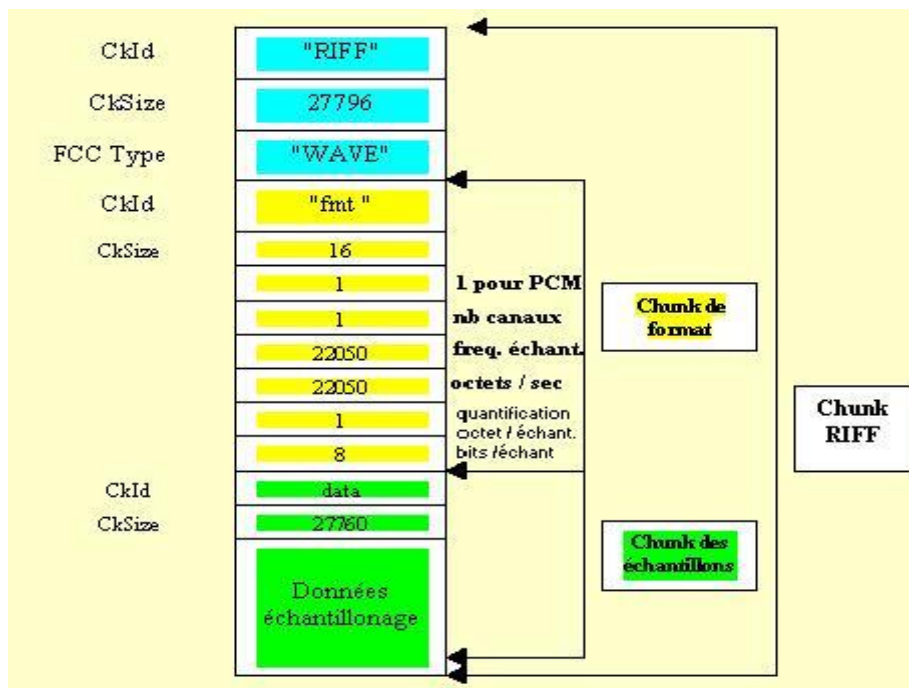 CkId
"RIFF"
CkSize
27796
FCC Type
"WAVE"
CkId
"fmt "
CkSize
16
1
1 pour PCM
1
nb canaux
22050
freq. échant.
22050
octets / sec
1
quantification
octet / échant.
8
bits /échant
Chunk de
format
Chunk
RIFF
CkId
data
CkSize
27760
Chunk des
échantillons
Données
échantillonage